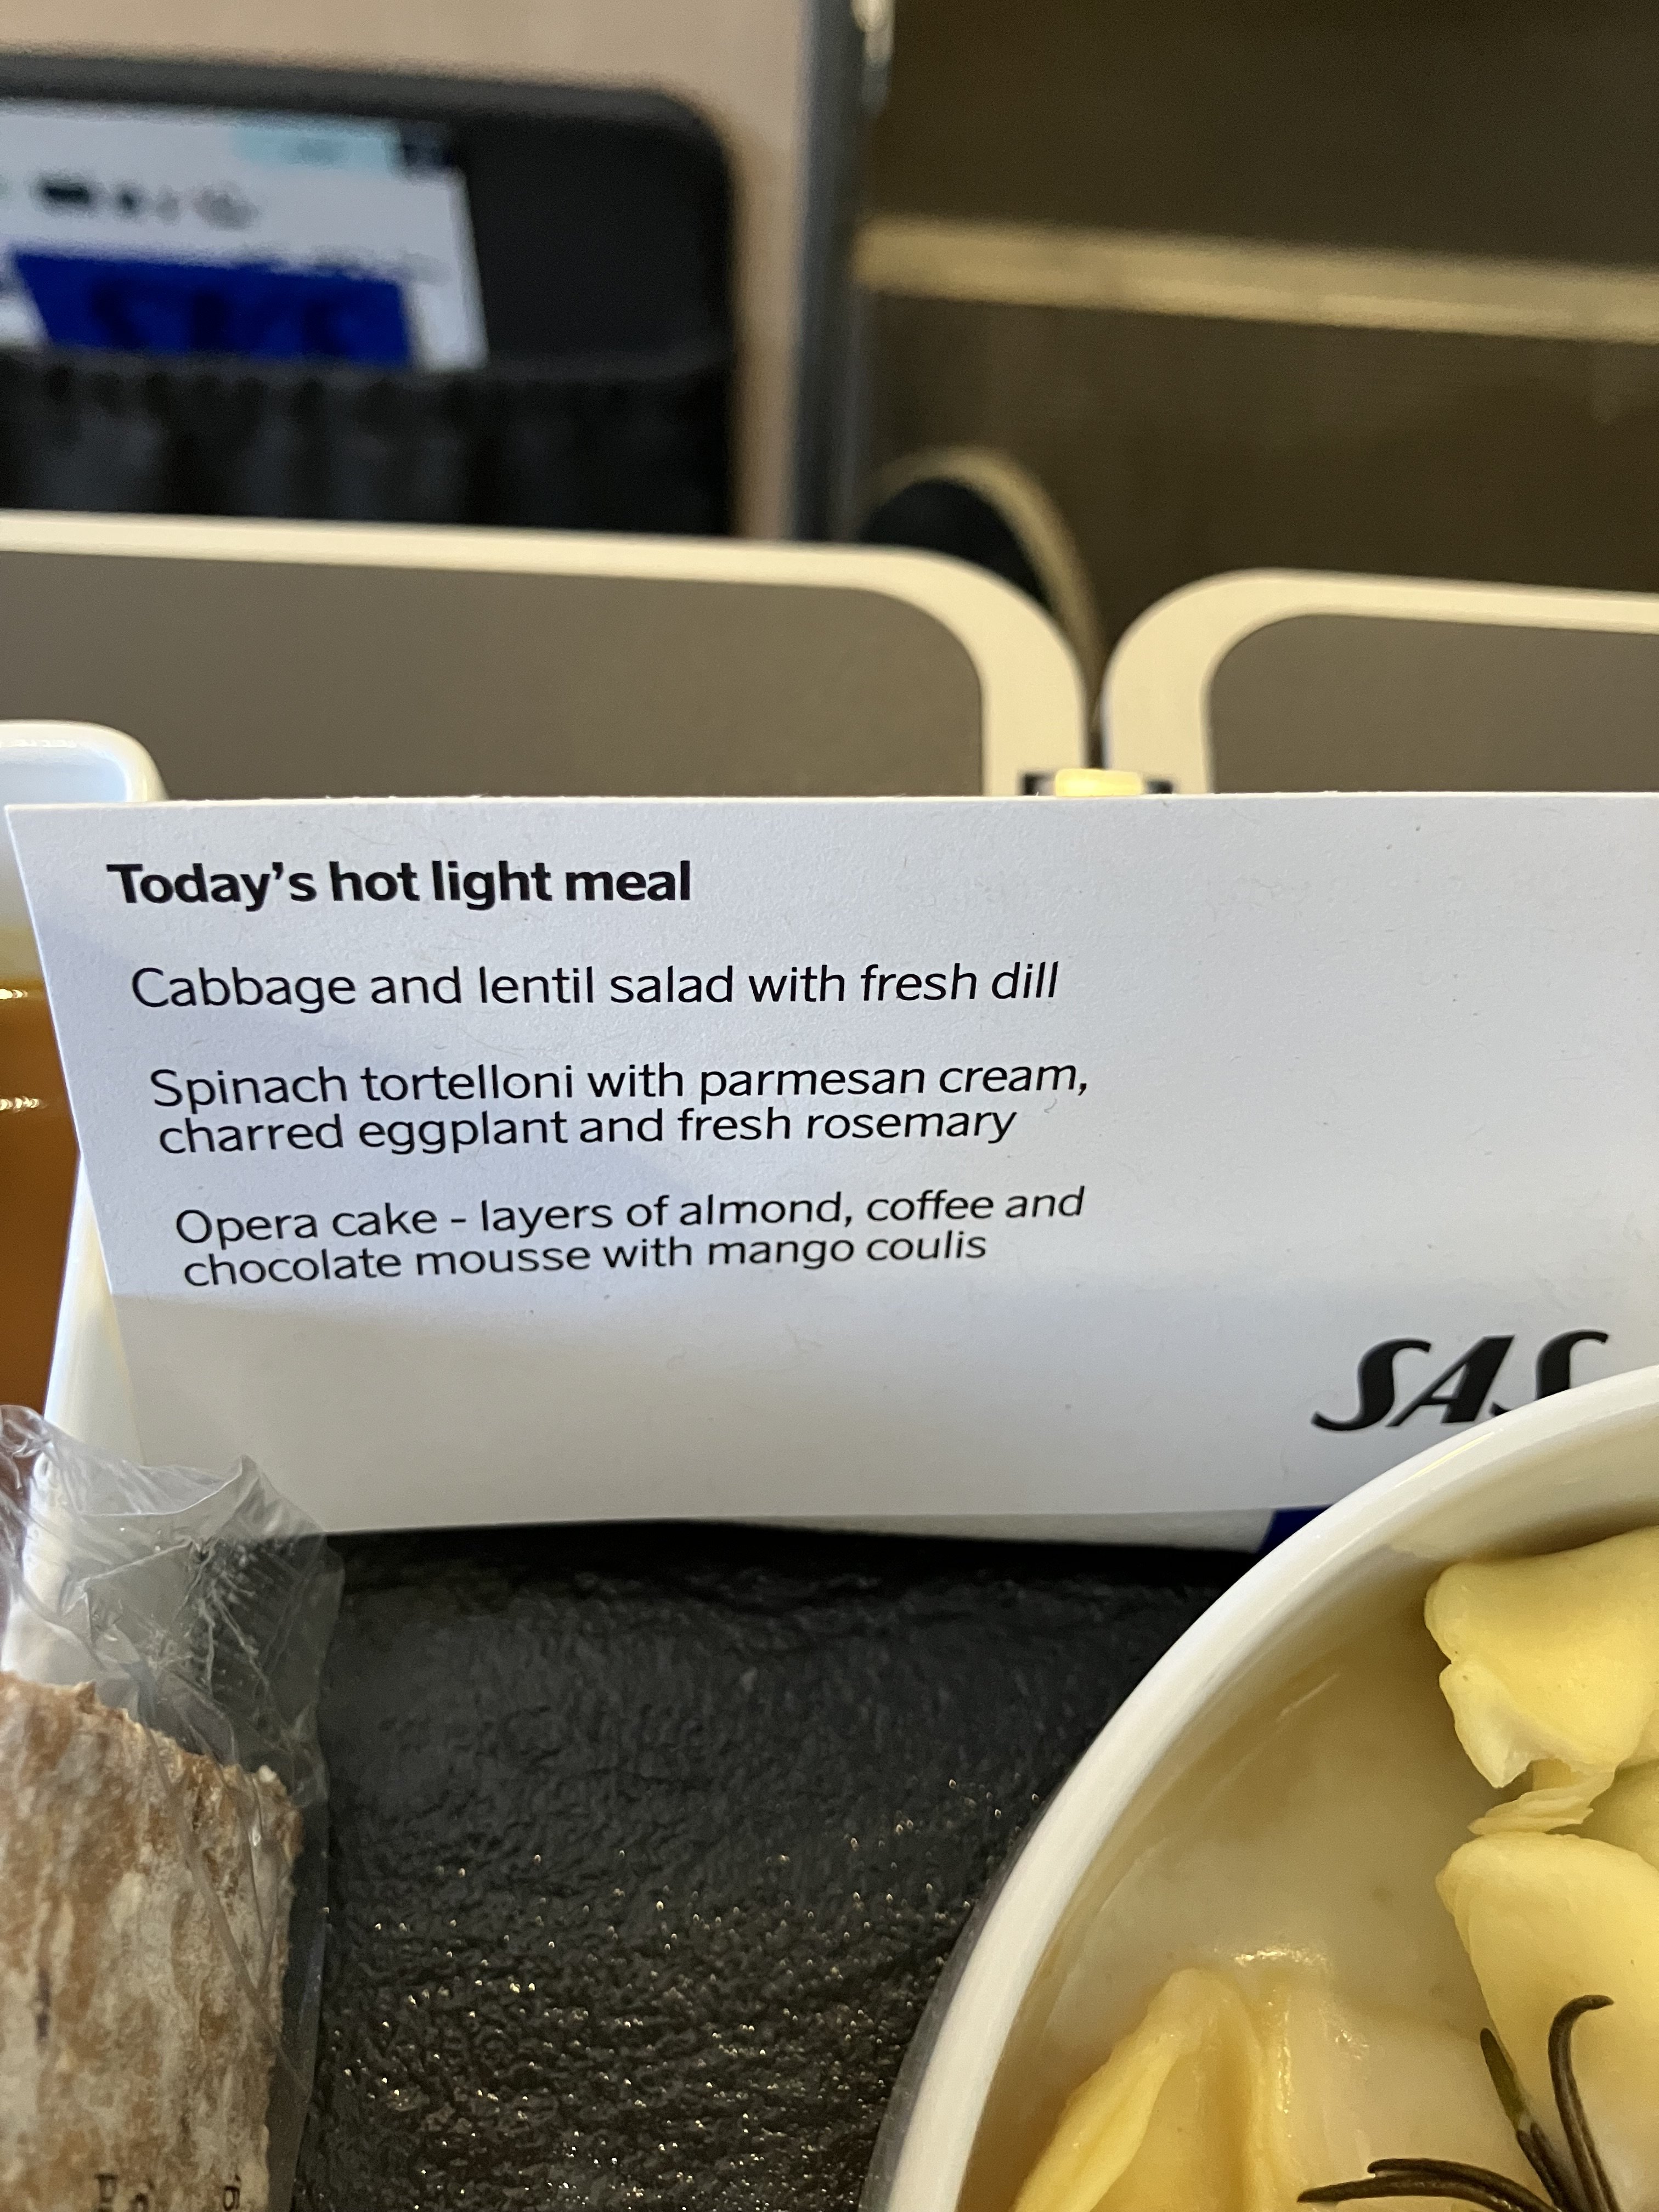 Today's hot light meal
Cabbage and lentil salad with fresh dill
Spinach tortelloni with parmesan cream,
charred eggplant and fresh rosemary
Opera cake - layers of almond, coffee and
chocolate mousse with mango coulis
SAS